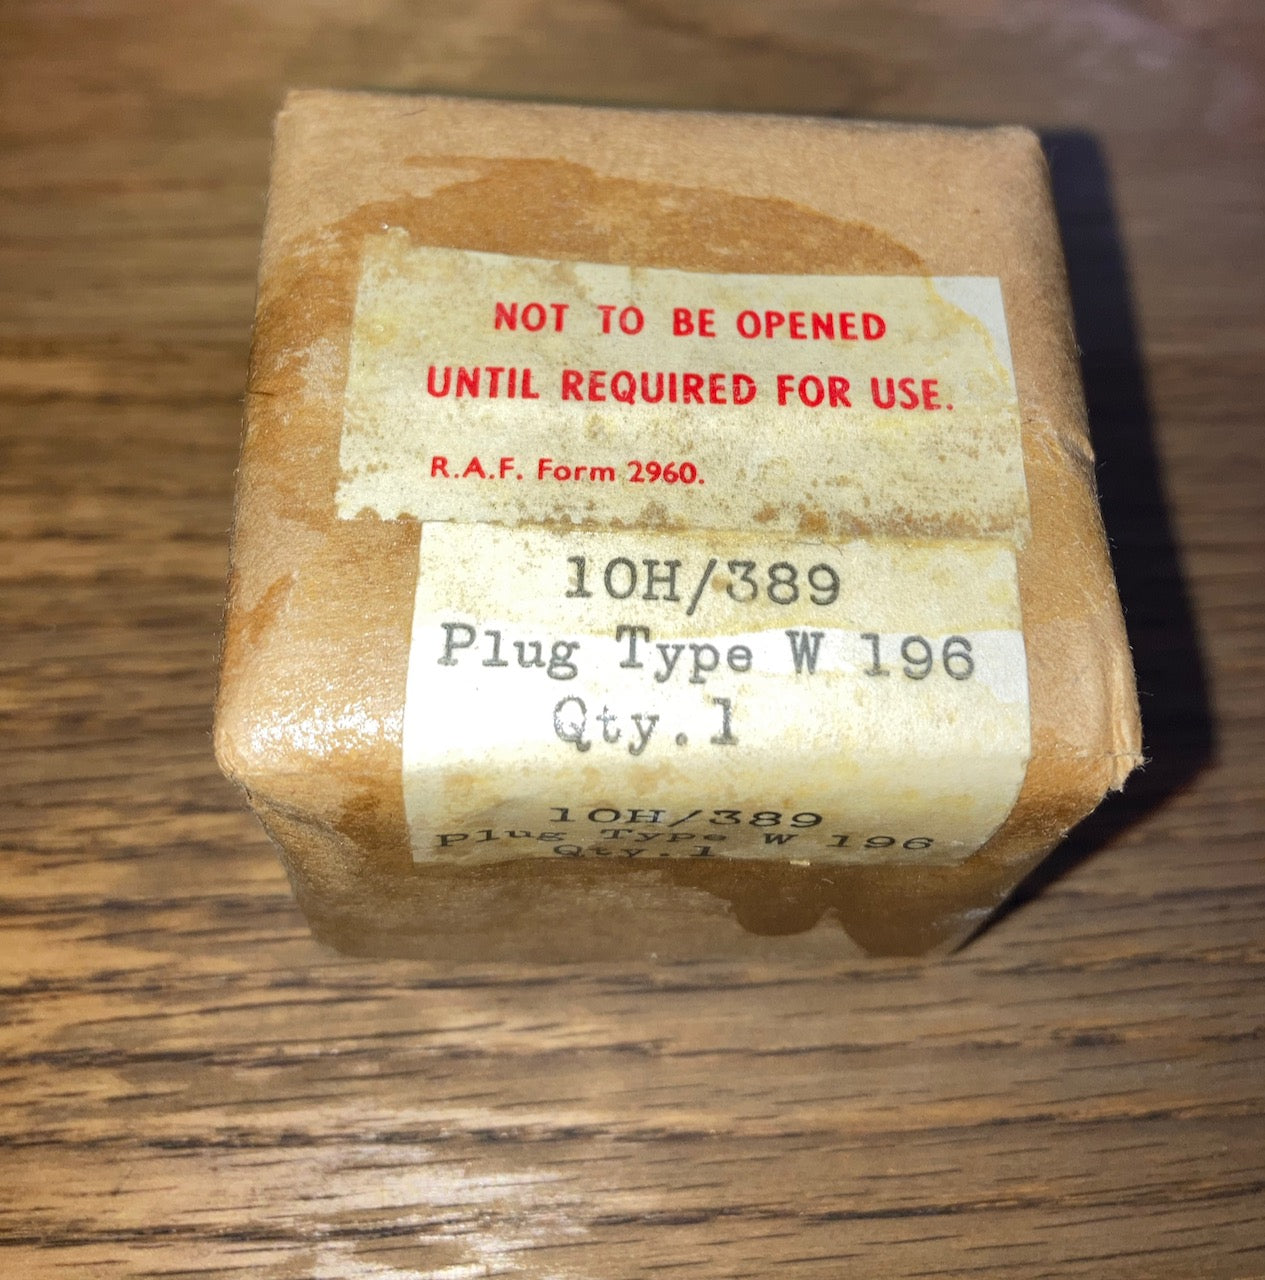 NOT TO BE OPENED
UNTIL REQUIRED FOR USE.
R.A.F. Form 2960.
10H/389
Plug Type W 196
Qty.1
10H/389
Plug Type W 196
Qty.1